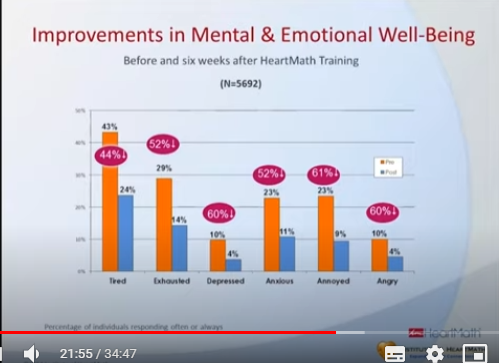 Improvements in Mental & Emotional Well-Being
Before and six weeks after HeartMath Training
(N=5692)
50%
40%
30%
20%
10%
0%
43%
44%↓
24%
52%↓
29%
14%
60%↓
10%
4%
52%↓
23%
11%
61%↓
23%
9%
60%↓
10%
4%
Pre
Post
Tired Exhausted Depressed Anxious Annoyed Angry
Percentage of individuals responding often or always
HeartMath
INSTITUTE HEARTMATH
21:55 / 34:47